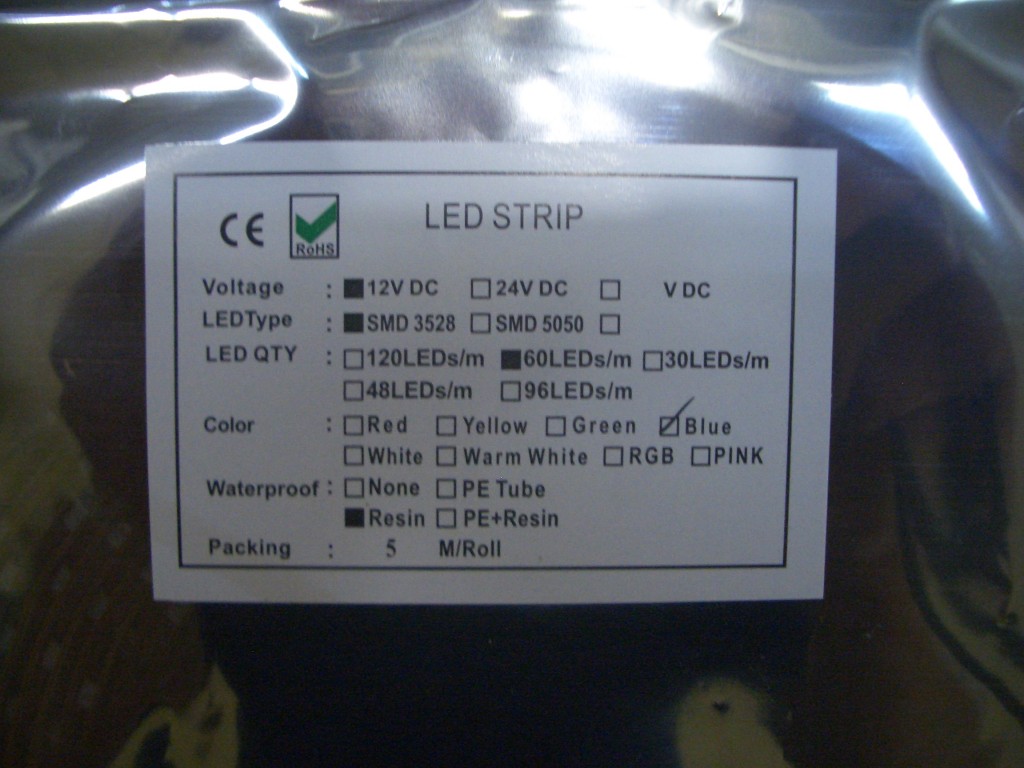 CE RoHS LED STRIP
Voltage : ■12V DC □24V DC □ V DC
LEDType : ■SMD 3528 □SMD 5050 □
LED QTY : □120LEDs/m ■60LEDs/m □30LEDs/m
□48LEDs/m □96LEDs/m
Color : □Red □Yellow □Green ☑Blue
□White □Warm White □RGB □PINK
Waterproof : □None □PE Tube
■Resin □PE+Resin
Packing : 5 M/Roll